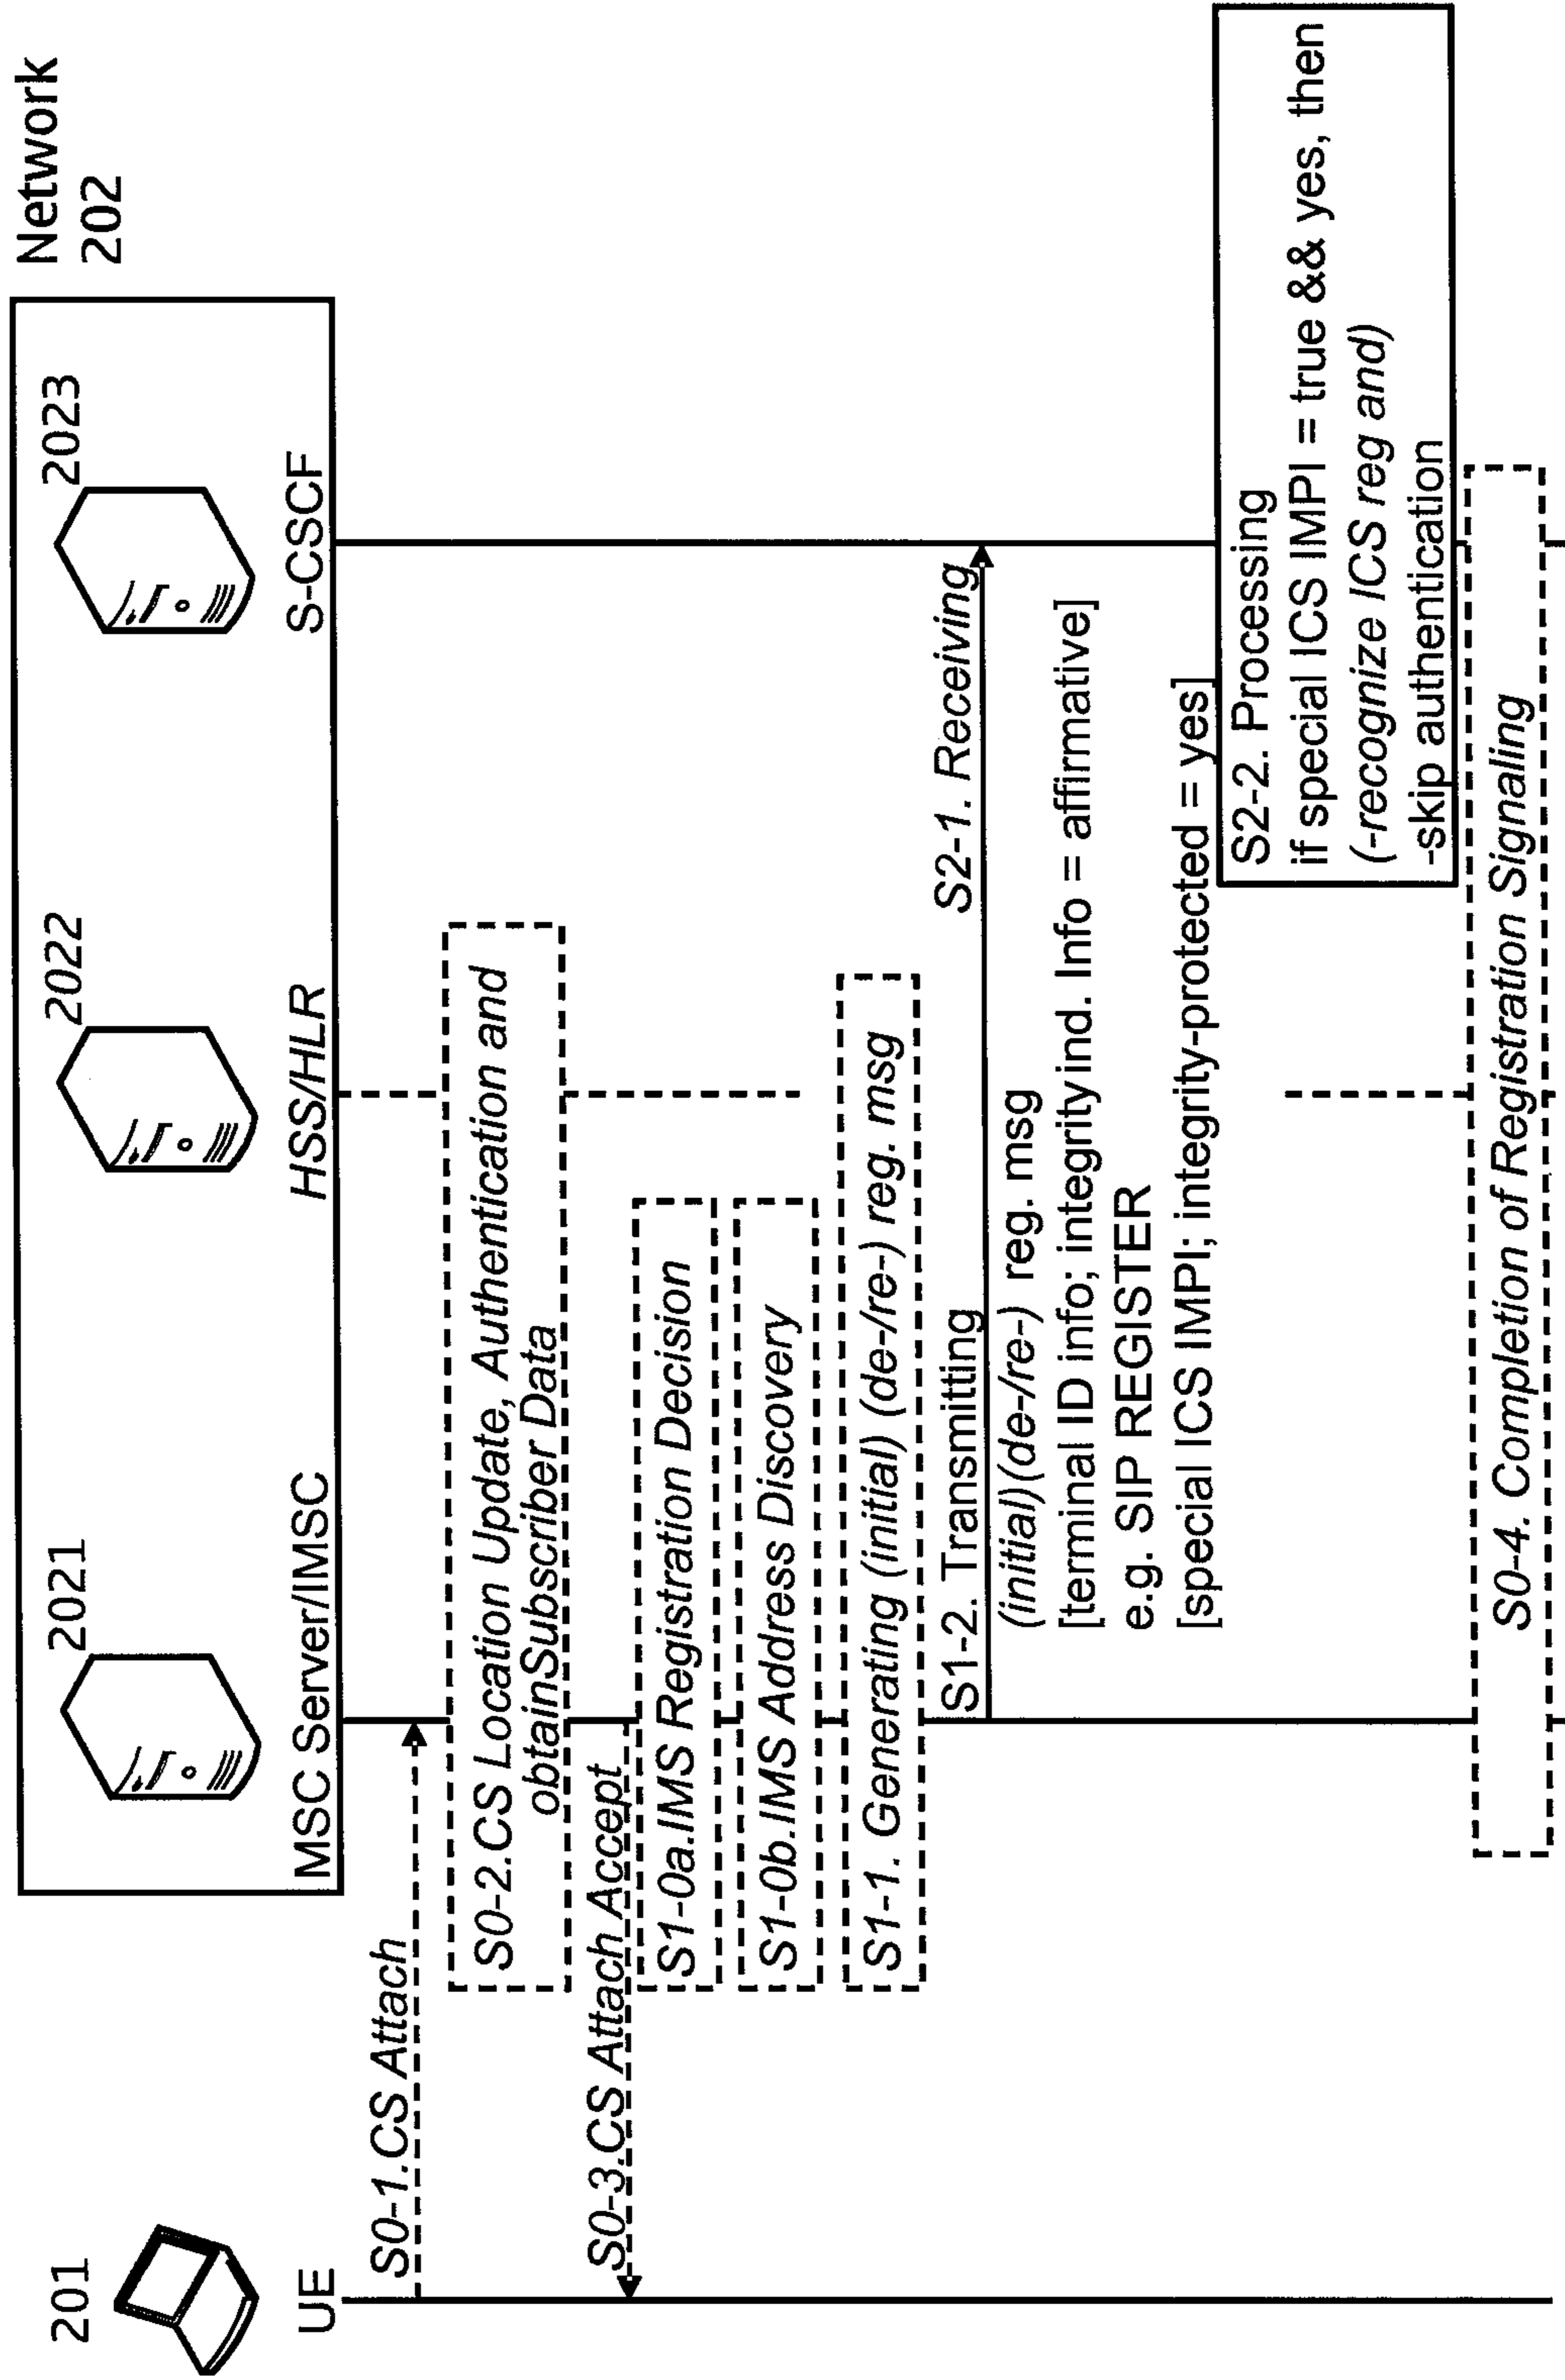 Network
202
201
2021
2022
2023
UE
MSC Server/IMSC
HSS/HLR
S-CSCF
S0-1.CS Attach
S0-2.CS Location Update, Authentication and
obtainSubscriber Data
S0-3.CS Attach Accept
S1-0a.IMS Registration Decision
S1-0b.IMS Address Discovery
S1-1. Generating (initial) (de-/re-) reg. msg
S1-2. Transmitting
S2-1. Receiving
(initial)(de-/re-) reg. msg
[terminal ID info; integrity ind. Info = affirmative]
e.g. SIP REGISTER
[special ICS IMPI; integrity-protected = yes]
S2-2. Processing
if special ICS IMPI = true && yes, then
(-recognize ICS reg and)
-skip authentication
S0-4. Completion of Registration Signaling